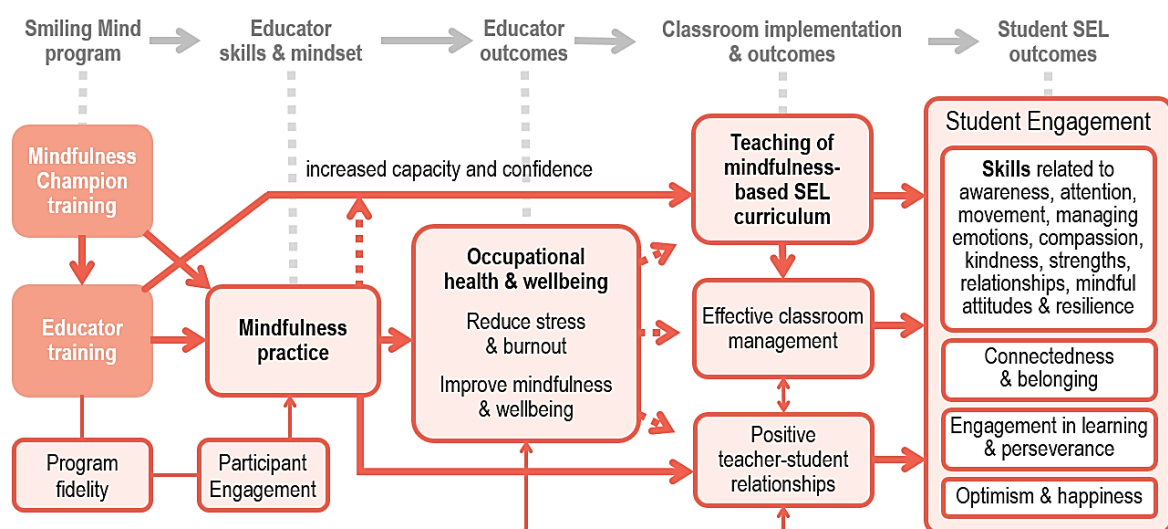 Smiling Mind
program
Educator
skills & mindset
Educator
outcomes
Classroom implementation
& outcomes
Student SEL
outcomes
Mindfulness
Champion
training
Educator
training
Program
fidelity
Participant
Engagement
Mindfulness
practice
increased capacity and confidence
Occupational
health & wellbeing
Reduce stress
& burnout
Improve mindfulness
& wellbeing
Teaching of
mindfulness-
based SEL
curriculum
Effective classroom
management
Positive
teacher-student
relationships
Student Engagement
Skills related to
awareness, attention,
movement, managing
emotions, compassion,
kindness, strengths,
relationships, mindful
attitudes & resilience
Connectedness
& belonging
Engagement in learning
& perseverance
Optimism & happiness